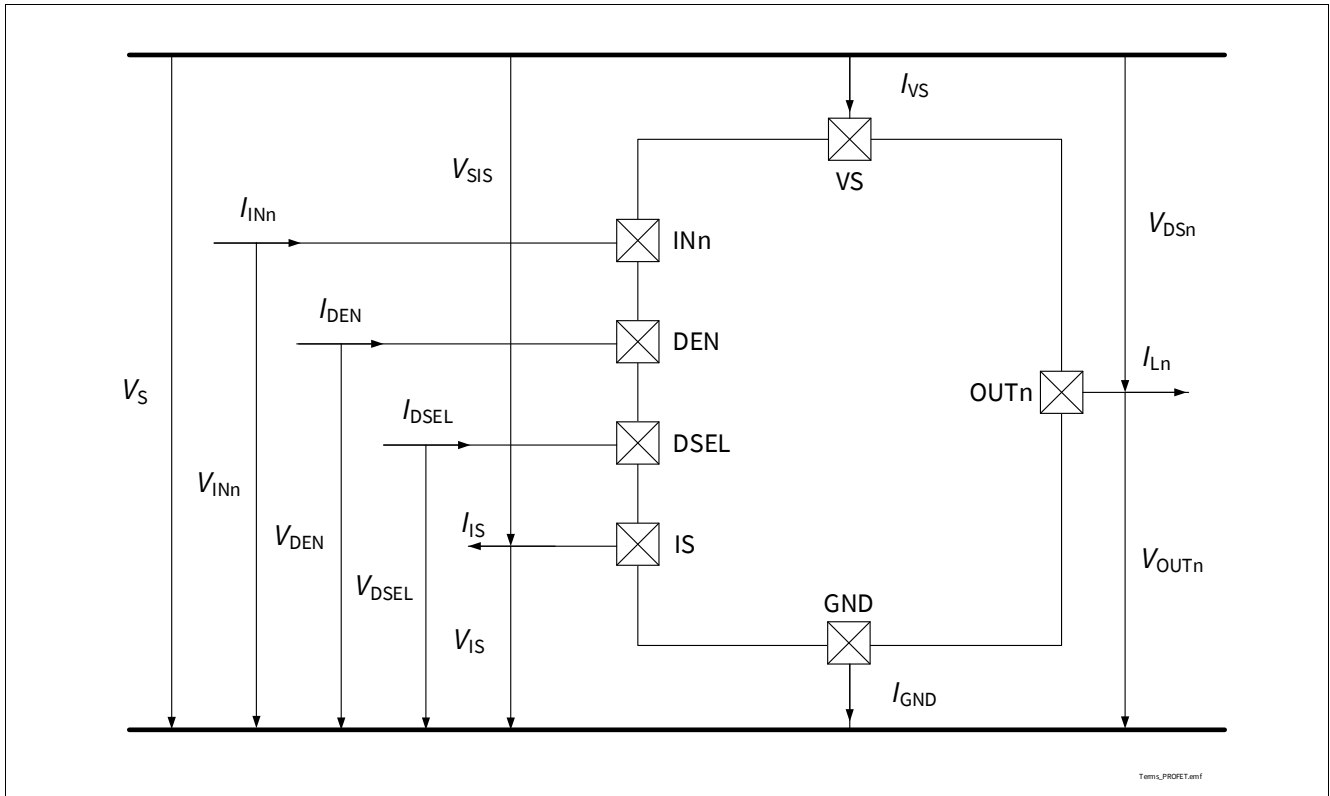 I_VS
VS
V_SIS
I_INn
INn
V_DSn
I_DEN
DEN
V_S
I_DSEL
DSEL
OUTn
I_Ln
V_INn
V_DEN
I_IS
IS
V_DSEL
V_IS
GND
V_OUTn
I_GND
Terms_PROFET.emf